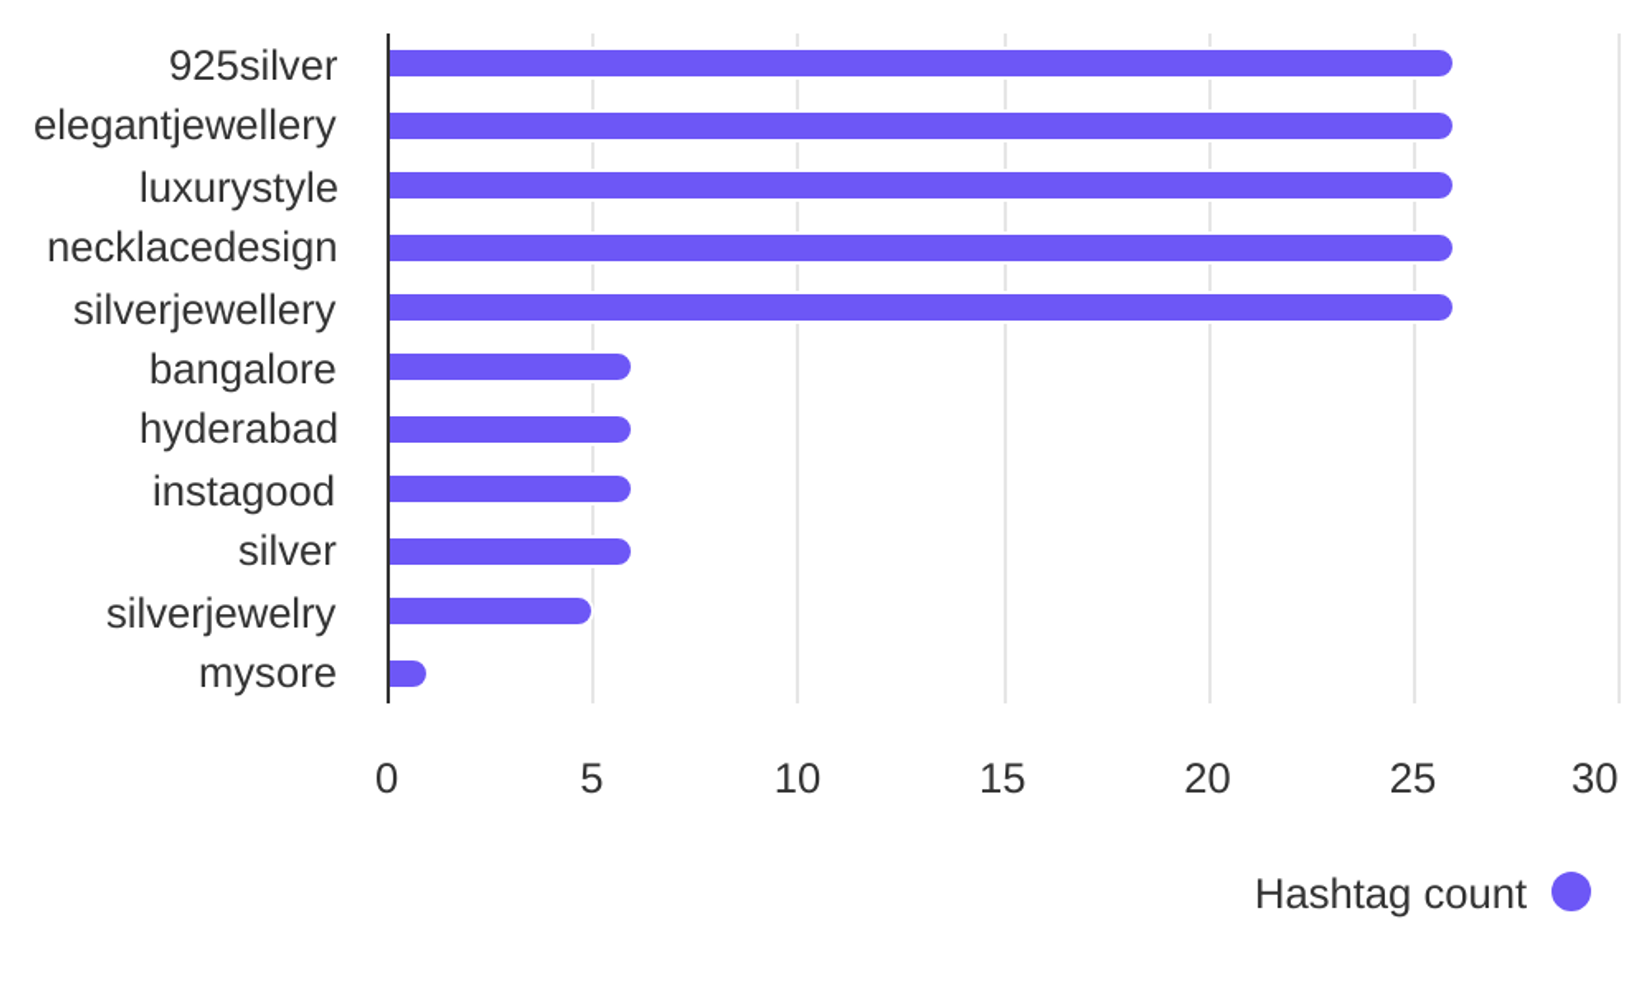 925silver
elegantjewellery
luxurystyle
necklacedesign
silverjewellery
bangalore
hyderabad
instagood
silver
silverjewelry
mysore
0 5 10 15 20 25 30
Hashtag count